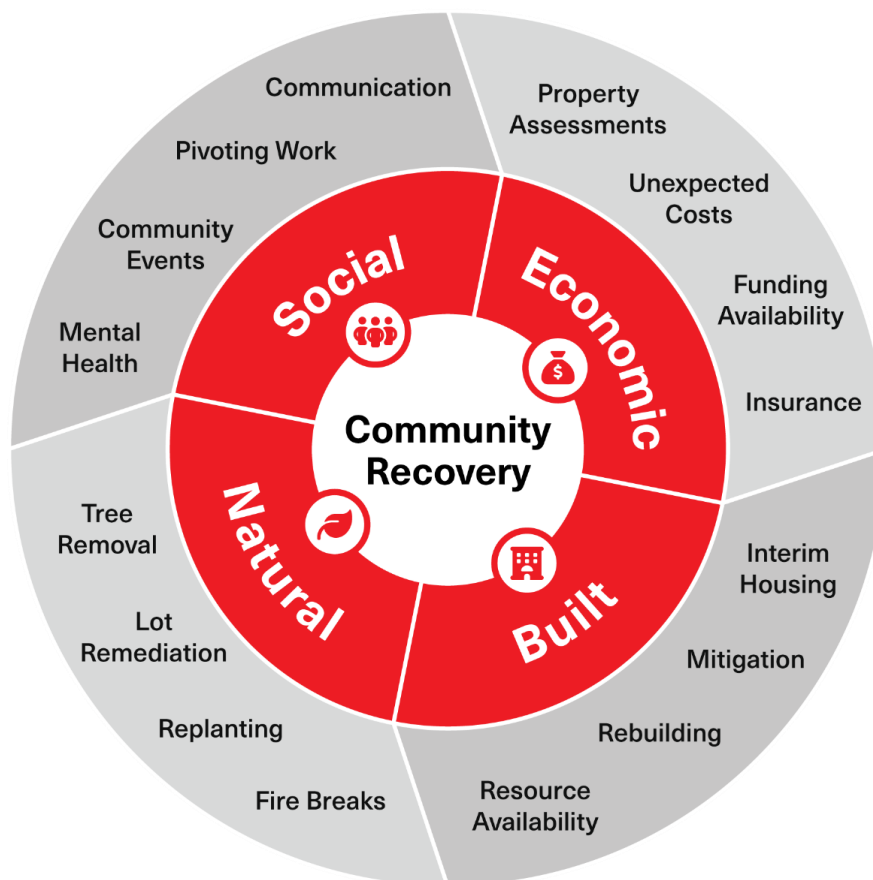 Community
Recovery
Social
Communication
Pivoting Work
Community
Events
Mental
Health
Economic
Property
Assessments
Unexpected
Costs
Funding
Availability
Insurance
Built
Interim
Housing
Mitigation
Rebuilding
Resource
Availability
Natural
Tree
Removal
Lot
Remediation
Replanting
Fire Breaks
$